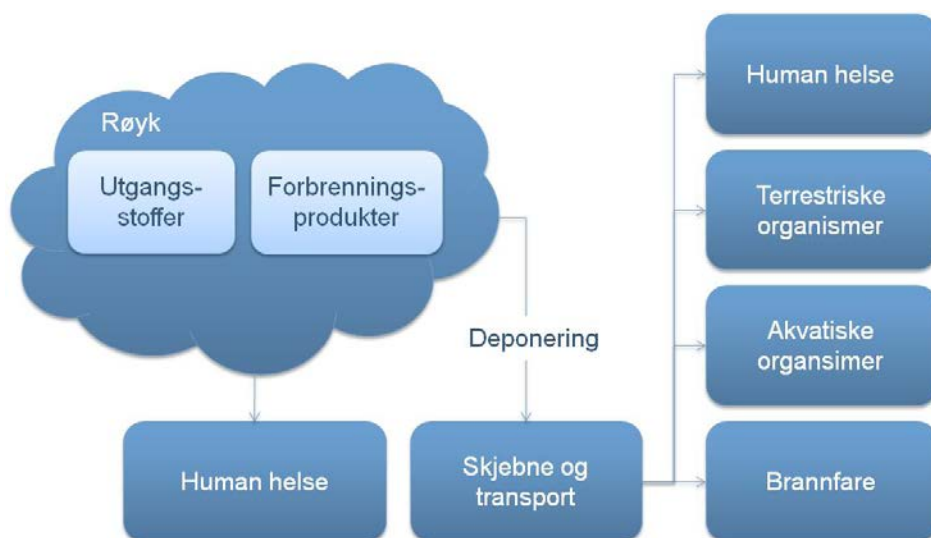 Røyk
Utgangs-
stoffer
Forbrennings-
produkter
Deponering
Human helse
Skjebne og
transport
Human helse
Terrestriske
organismer
Akvatiske
organsimer
Brannfare